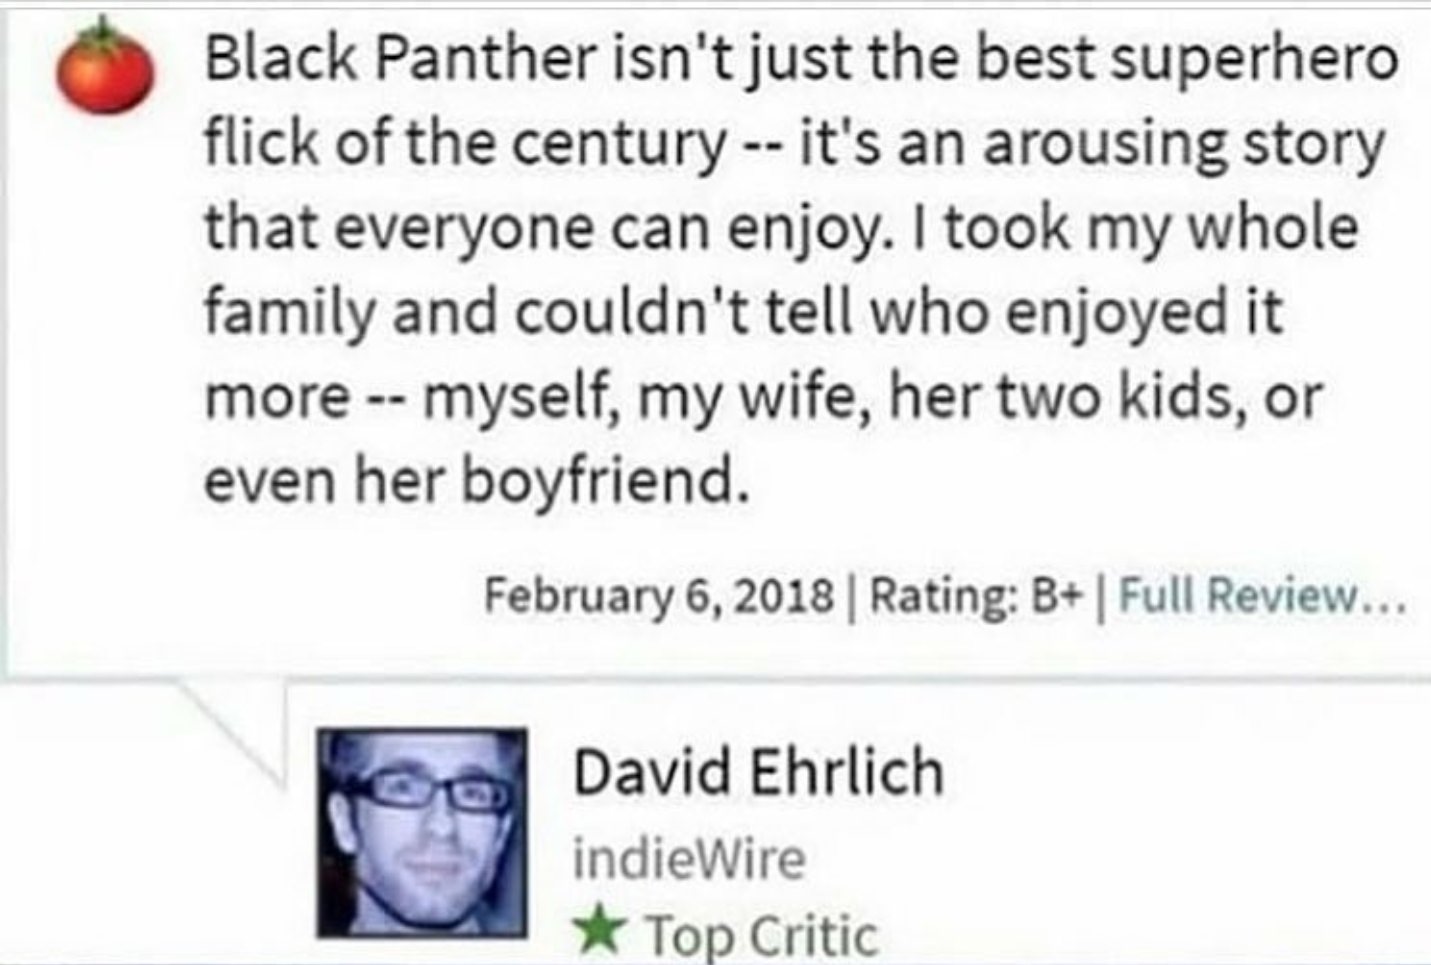 Black Panther isn't just the best superhero
flick of the century -- it's an arousing story
that everyone can enjoy. I took my whole
family and couldn't tell who enjoyed it
more -- myself, my wife, her two kids, or
even her boyfriend.
February 6, 2018 | Rating: B+ | Full Review...
David Ehrlich
indieWire
Top Critic